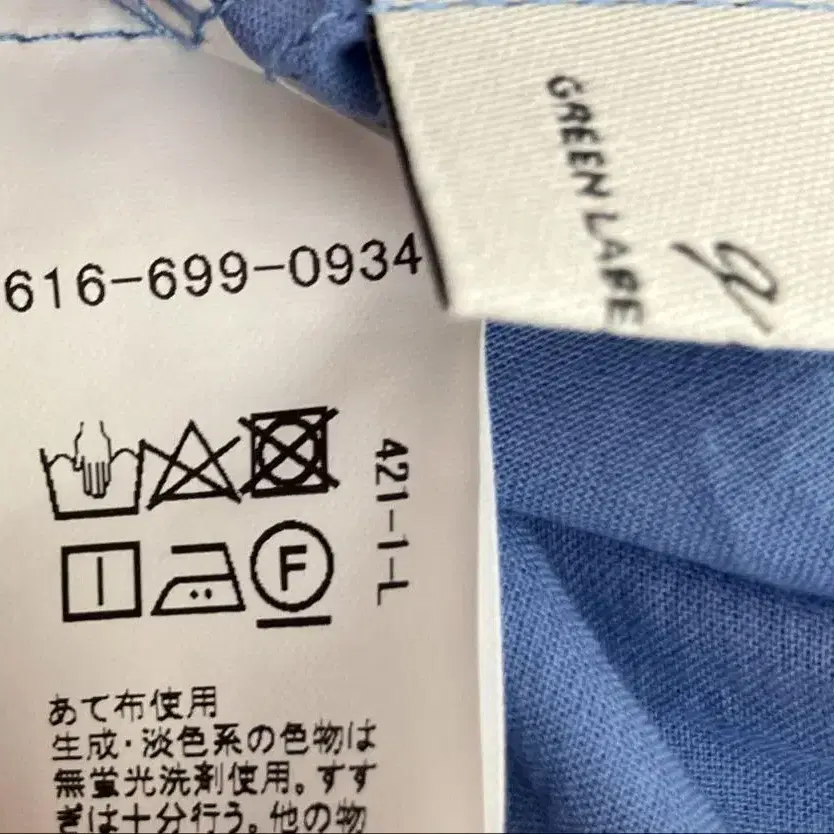 GREEN LABE
616-699-0934
421-1-L
F
あて布使用
生成・淡色系の色物は
無蛍光洗剤使用。すす
ぎは十分行う。他の物